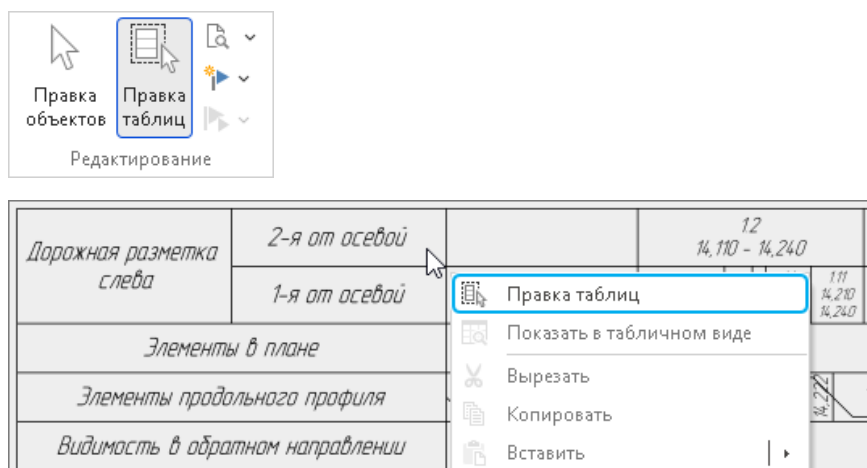 Правка
объектов
Правка
таблиц
Редактирование
Дорожная разметка
слева
2-я от осевой
1.2
14,110 - 14,240
1-я от осевой
1.11
14,210
14,240
Элементы в плане
Элементы продольного профиля
14,222
Видимость в обратном направлении
Правка таблиц
Показать в табличном виде
Вырезать
Копировать
Вставить